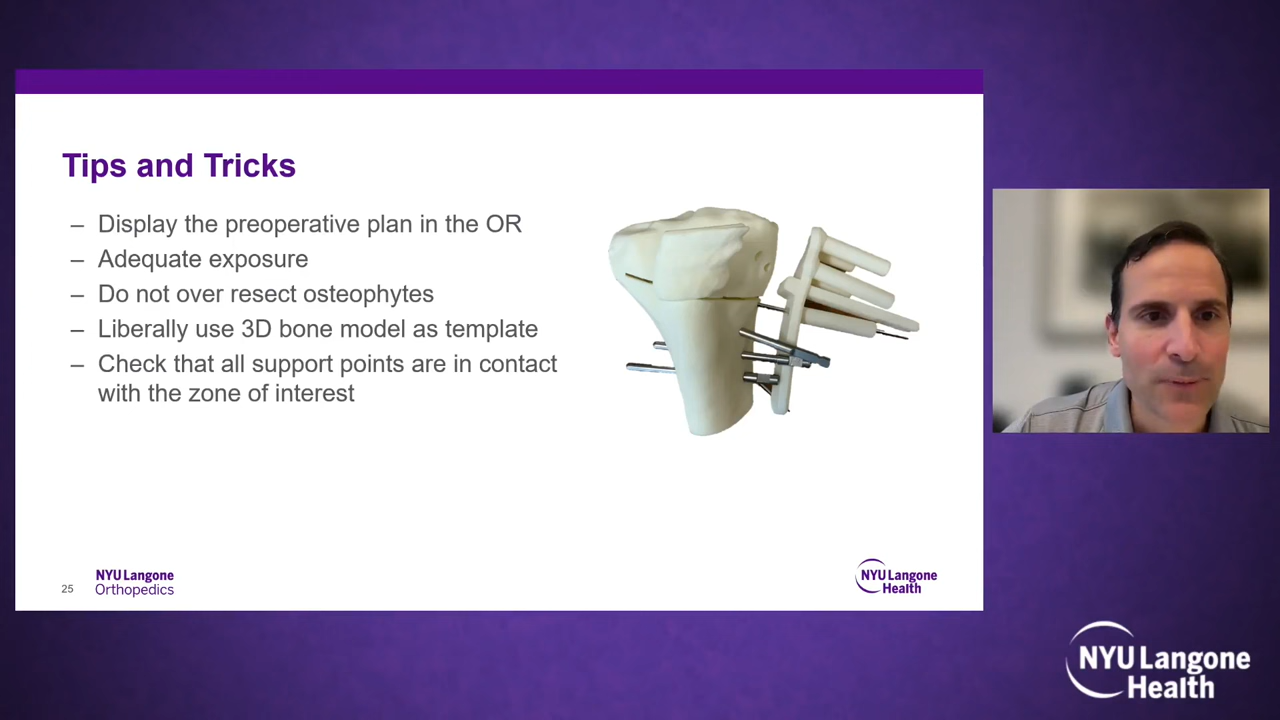 Tips and Tricks
– Display the preoperative plan in the OR
– Adequate exposure
– Do not over resect osteophytes
– Liberally use 3D bone model as template
– Check that all support points are in contact
with the zone of interest
25
NYU Langone
Orthopedics
NYU Langone
Health
NYU Langone
Health